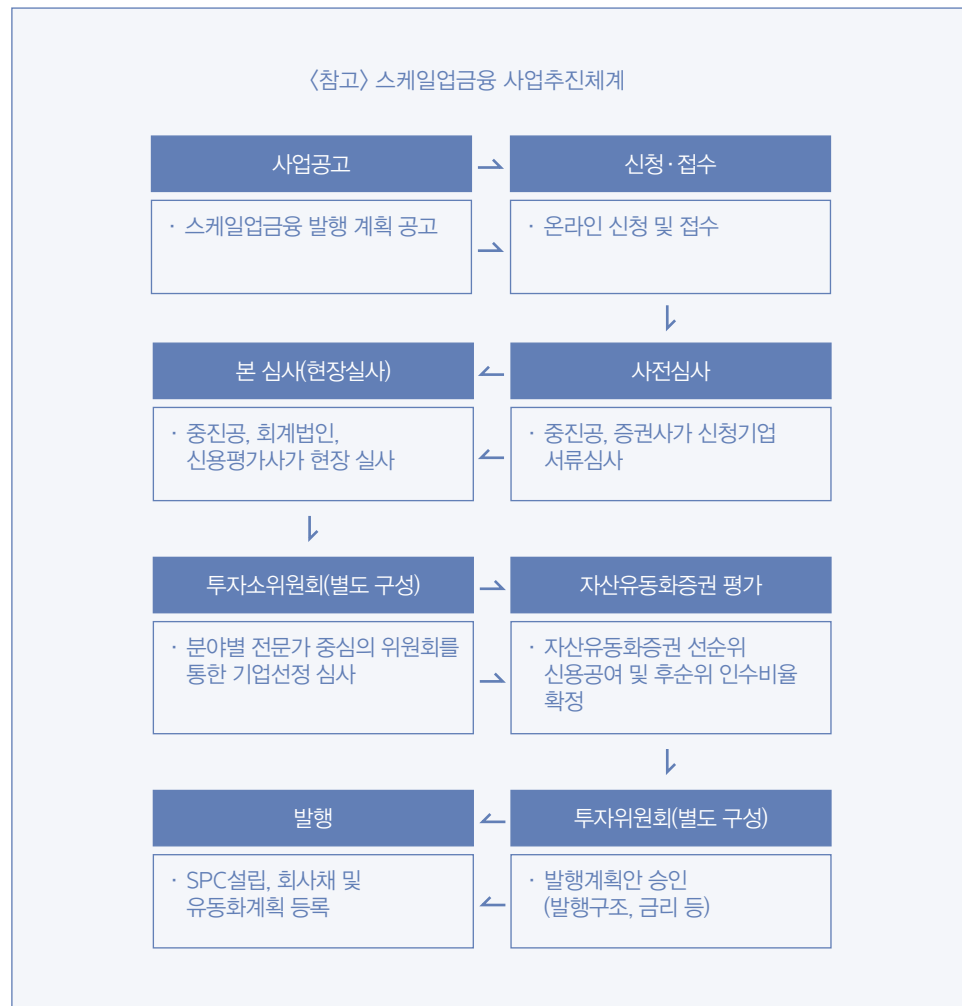 〈참고〉 스케일업금융 사업추진체계
사업공고
· 스케일업금융 발행 계획 공고
신청·접수
· 온라인 신청 및 접수
사전심사
· 중진공, 증권사가 신청기업
서류심사
본 심사(현장실사)
· 중진공, 회계법인,
신용평가사가 현장 실사
투자소위원회(별도 구성)
· 분야별 전문가 중심의 위원회를
통한 기업선정 심사
자산유동화증권 평가
· 자산유동화증권 선순위
신용공여 및 후순위 인수비율
확정
투자위원회(별도 구성)
· 발행계획안 승인
(발행구조, 금리 등)
발행
· SPC설립, 회사채 및
유동화계획 등록